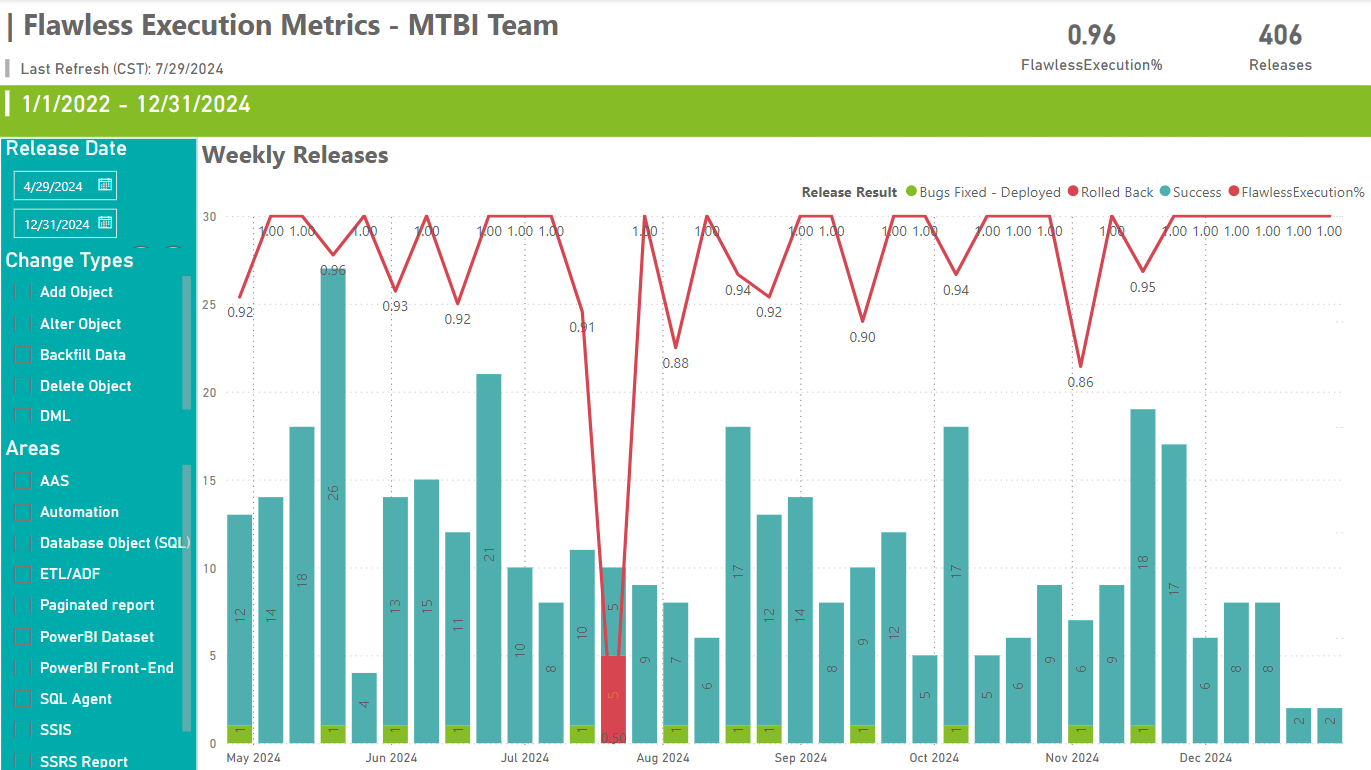 Flawless Execution Metrics - MTBI Team
0.96
FlawlessExecution%
406
Releases
Last Refresh (CST): 7/29/2024
1/1/2022 - 12/31/2024
Release Date
4/29/2024
12/31/2024
Change Types
Add Object
Alter Object
Backfill Data
Delete Object
DML
Areas
AAS
Automation
Database Object (SQL)
ETL/ADF
Paginated report
PowerBI Dataset
PowerBI Front-End
SQL Agent
SSIS
SSRS Report
Weekly Releases
Release Result Bugs Fixed - Deployed Rolled Back Success FlawlessExecution%
30
25
20
15
10
5
0
0.92 1.00 1.00 0.96 1.00 0.93 1.00 0.92 1.00 1.00 1.00 0.91 0.50 1.00 0.88 1.00 0.94 0.92 1.00 1.00 0.90 1.00 1.00 0.94 1.00 1.00 1.00 0.86 1.00 0.95 1.00 1.00 1.00 1.00 1.00 1.00
12 14 18 26 4 13 15 11 21 10 8 10 5 9 7 6 17 12 14 8 9 12 5 17 5 6 9 6 9 18 17 6 8 8 2 2
5
1 1 1 1 1 1 1 1 1 1 1 1
May 2024 Jun 2024 Jul 2024 Aug 2024 Sep 2024 Oct 2024 Nov 2024 Dec 2024